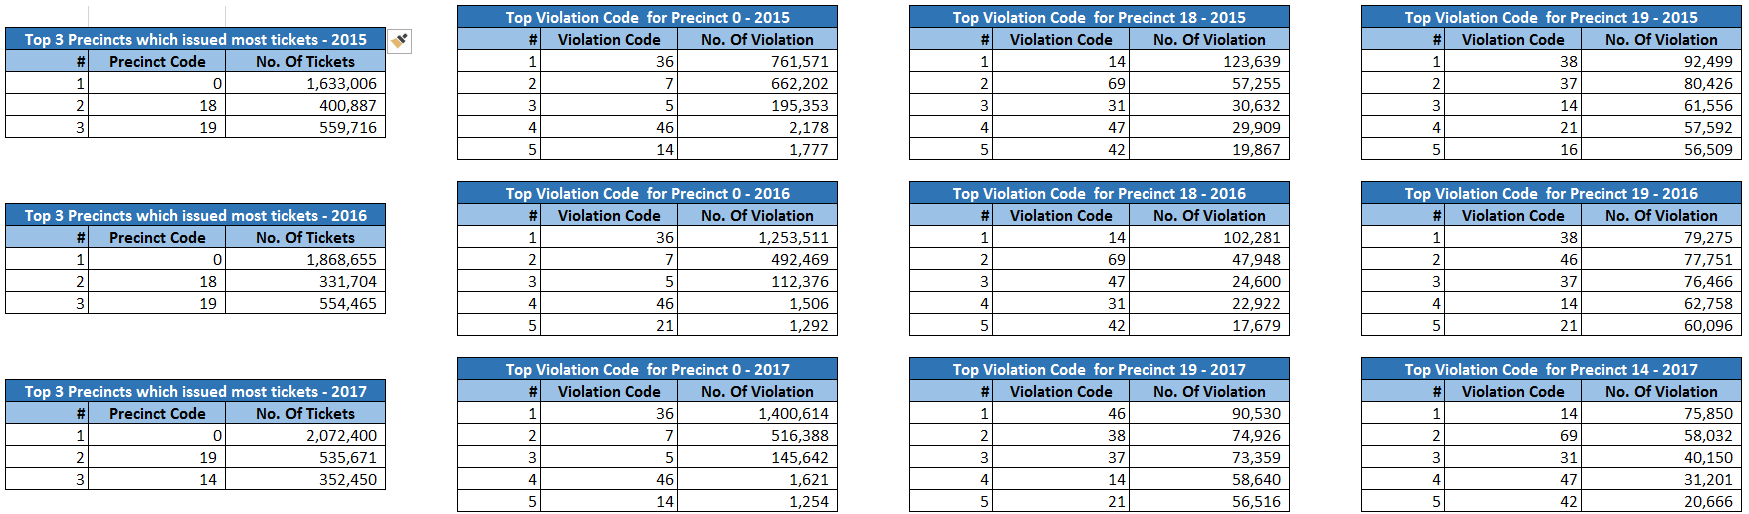 Top 3 Precincts which issued most tickets - 2015
# Precinct Code No. Of Tickets
1 0 1,633,006
2 18 400,887
3 19 559,716
Top Violation Code for Precinct 0 - 2015
# Violation Code No. Of Violation
1 36 761,571
2 7 662,202
3 5 195,353
4 46 2,178
5 14 1,777
Top Violation Code for Precinct 18 - 2015
# Violation Code No. Of Violation
1 14 123,639
2 69 57,255
3 31 30,632
4 47 29,909
5 42 19,867
Top Violation Code for Precinct 19 - 2015
# Violation Code No. Of Violation
1 38 92,499
2 37 80,426
3 14 61,556
4 21 57,592
5 16 56,509
Top 3 Precincts which issued most tickets - 2016
# Precinct Code No. Of Tickets
1 0 1,868,655
2 18 331,704
3 19 554,465
Top Violation Code for Precinct 0 - 2016
# Violation Code No. Of Violation
1 36 1,253,511
2 7 492,469
3 5 112,376
4 46 1,506
5 21 1,292
Top Violation Code for Precinct 18 - 2016
# Violation Code No. Of Violation
1 14 102,281
2 69 47,948
3 47 24,600
4 31 22,922
5 42 17,679
Top Violation Code for Precinct 19 - 2016
# Violation Code No. Of Violation
1 38 79,275
2 46 77,751
3 37 76,466
4 14 62,758
5 21 60,096
Top 3 Precincts which issued most tickets - 2017
# Precinct Code No. Of Tickets
1 0 2,072,400
2 19 535,671
3 14 352,450
Top Violation Code for Precinct 0 - 2017
# Violation Code No. Of Violation
1 36 1,400,614
2 7 516,388
3 5 145,642
4 46 1,621
5 14 1,254
Top Violation Code for Precinct 19 - 2017
# Violation Code No. Of Violation
1 46 90,530
2 38 74,926
3 37 73,359
4 14 58,640
5 21 56,516
Top Violation Code for Precinct 14 - 2017
# Violation Code No. Of Violation
1 14 75,850
2 69 58,032
3 31 40,150
4 47 31,201
5 42 20,666